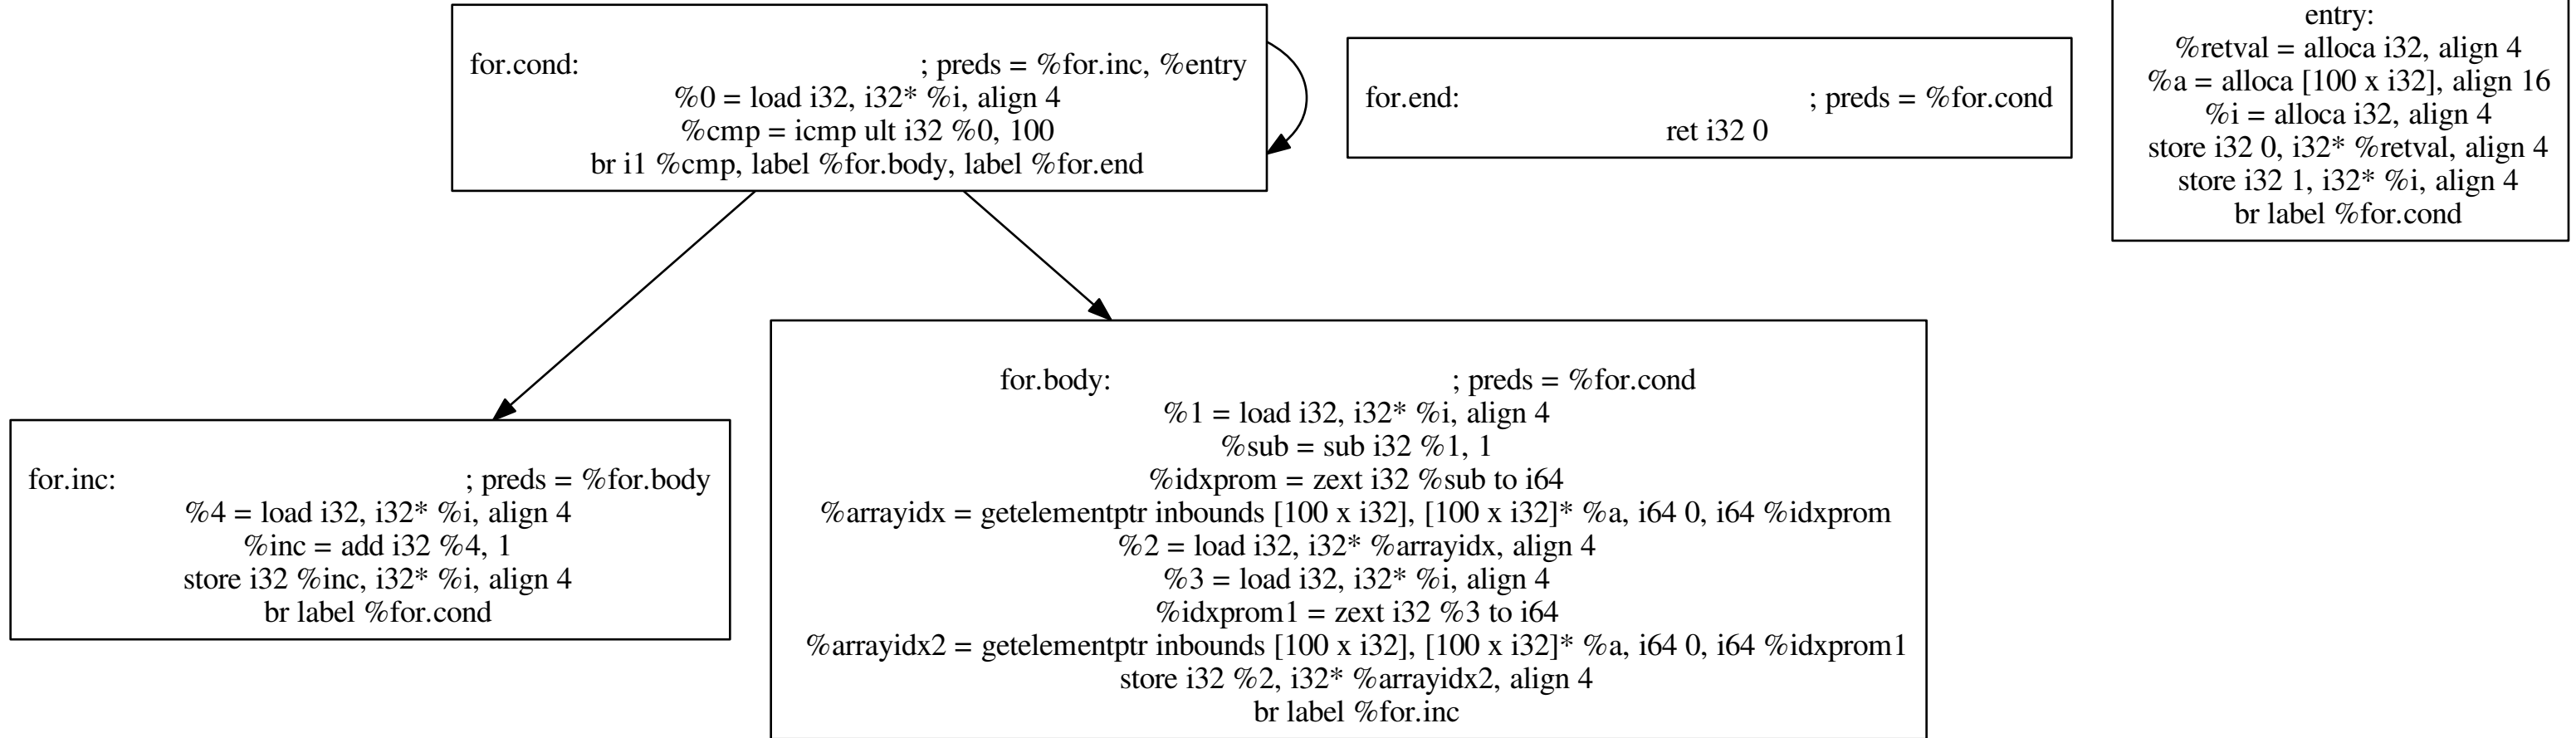 for.cond: ; preds = %for.inc, %entry
%0 = load i32, i32* %i, align 4
%cmp = icmp ult i32 %0, 100
br i1 %cmp, label %for.body, label %for.end
for.end: ; preds = %for.cond
ret i32 0
entry:
%retval = alloca i32, align 4
%a = alloca [100 x i32], align 16
%i = alloca i32, align 4
store i32 0, i32* %retval, align 4
store i32 1, i32* %i, align 4
br label %for.cond
for.inc: ; preds = %for.body
%4 = load i32, i32* %i, align 4
%inc = add i32 %4, 1
store i32 %inc, i32* %i, align 4
br label %for.cond
for.body: ; preds = %for.cond
%1 = load i32, i32* %i, align 4
%sub = sub i32 %1, 1
%idxprom = zext i32 %sub to i64
%arrayidx = getelementptr inbounds [100 x i32], [100 x i32]* %a, i64 0, i64 %idxprom
%2 = load i32, i32* %arrayidx, align 4
%3 = load i32, i32* %i, align 4
%idxprom1 = zext i32 %3 to i64
%arrayidx2 = getelementptr inbounds [100 x i32], [100 x i32]* %a, i64 0, i64 %idxprom1
store i32 %2, i32* %arrayidx2, align 4
br label %for.inc